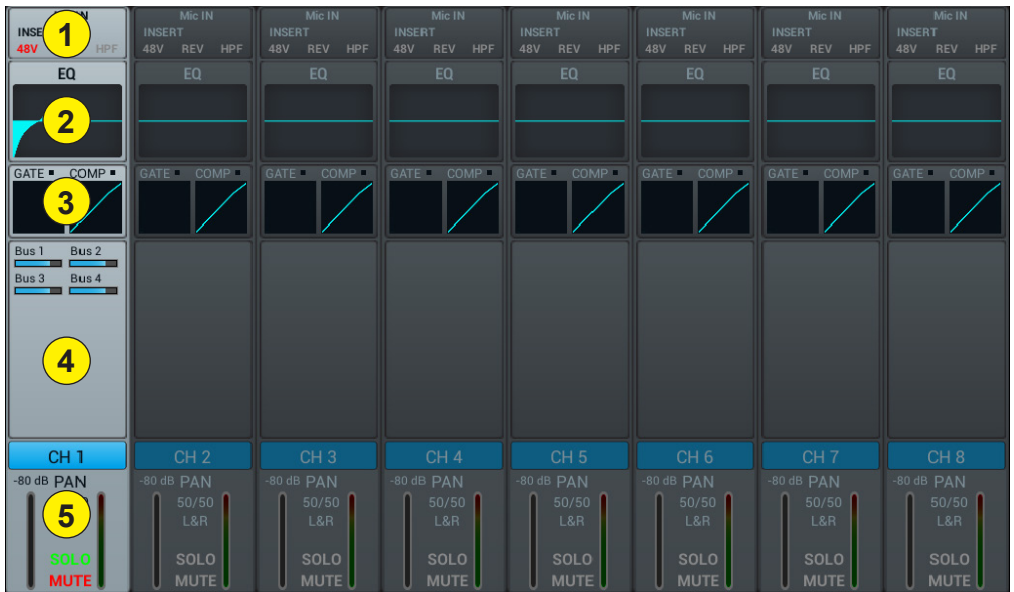 Mic IN Mic IN Mic IN Mic IN Mic IN Mic IN Mic IN
1
INSERT INSERT INSERT INSERT INSERT INSERT INSERT
48V HPF 48V REV HPF 48V REV HPF 48V REV HPF 48V REV HPF 48V REV HPF 48V REV HPF 48V REV HPF
EQ EQ EQ EQ EQ EQ EQ EQ
2
GATE COMP GATE COMP GATE COMP GATE COMP GATE COMP GATE COMP GATE COMP GATE COMP
3
Bus 1 Bus 2
Bus 3 Bus 4
4
CH 1 CH 2 CH 3 CH 4 CH 5 CH 6 CH 7 CH 8
-80 dB PAN -80 dB PAN -80 dB PAN -80 dB PAN -80 dB PAN -80 dB PAN -80 dB PAN -80 dB PAN
50/50 50/50 50/50 50/50 50/50 50/50 50/50
5
L&R L&R L&R L&R L&R L&R L&R
SOLO SOLO SOLO SOLO SOLO SOLO SOLO SOLO
MUTE MUTE MUTE MUTE MUTE MUTE MUTE MUTE